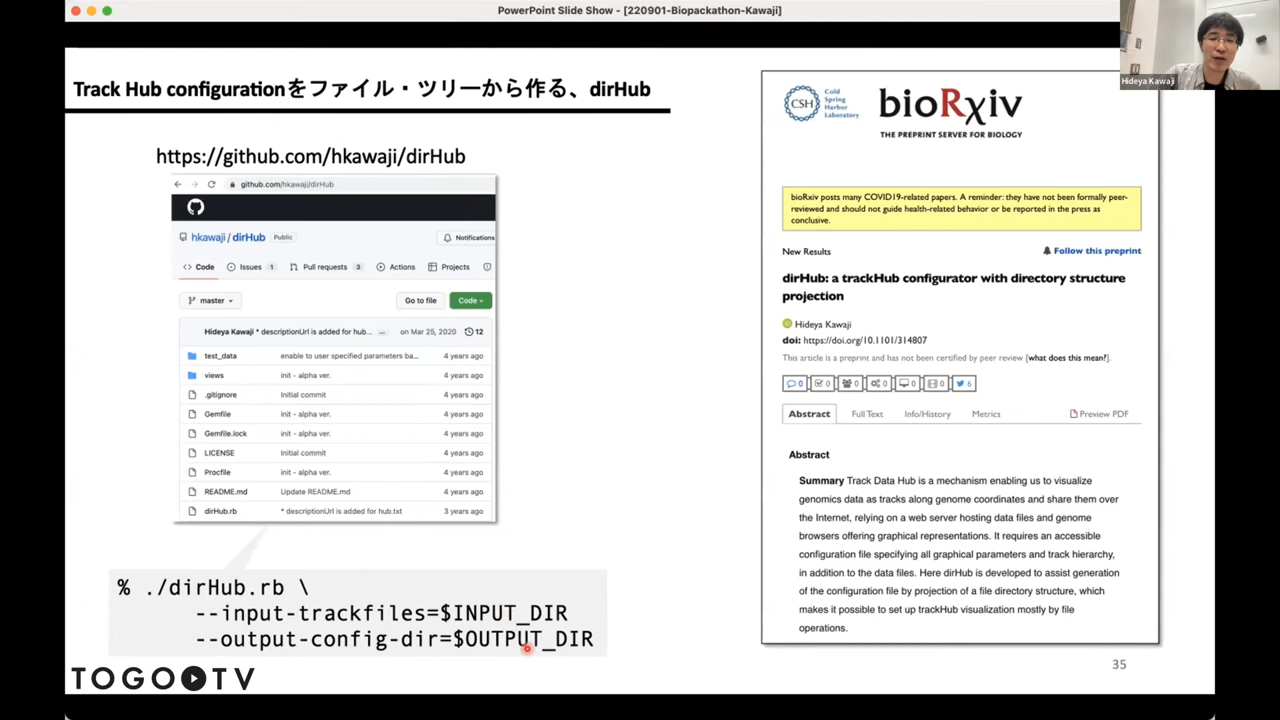 PowerPoint Slide Show - [220901-Biopackathon-Kawaji]
Hideya Kawaji
Track Hub configurationをファイル・ツリーから作る、dirHub
https://github.com/hkawaji/dirHub
github.com/hkawaji/dirHub
hkawaji / dirHub Public
Notifications
<> Code Issues 1 Pull requests 3 Actions Projects
master
Go to file
Code
Hideya Kawaji * descriptionUrl is added for hub... ... on Mar 25, 2020 12
test_data enable to user specified parameters ba... 4 years ago
views init - alpha ver. 4 years ago
.gitignore Initial commit 4 years ago
Gemfile init - alpha ver. 4 years ago
Gemfile.lock init - alpha ver. 4 years ago
LICENSE Initial commit 4 years ago
Procfile init - alpha ver. 4 years ago
README.md Update README.md 4 years ago
dirHub.rb * descriptionUrl is added for hub.txt 3 years ago
% ./dirHub.rb \
--input-trackfiles=$INPUT_DIR
--output-config-dir=$OUTPUT_DIR
TOGO TV
CSH Cold Spring Harbor Laboratory
bioRxiv
THE PREPRINT SERVER FOR BIOLOGY
bioRxiv posts many COVID19-related papers. A reminder: they have not been formally peer-
reviewed and should not guide health-related behavior or be reported in the press as
conclusive.
New Results
Follow this preprint
dirHub: a trackHub configurator with directory structure
projection
Hideya Kawaji
doi: https://doi.org/10.1101/314807
This article is a preprint and has not been certified by peer review [what does this mean?].
0 0 0 0 0 0 6
Abstract Full Text Info/History Metrics Preview PDF
Abstract
Summary Track Data Hub is a mechanism enabling us to visualize
genomics data as tracks along genome coordinates and share them over
the Internet, relying on a web server hosting data files and genome
browsers offering graphical representations. It requires an accessible
configuration file specifying all graphical parameters and track hierarchy,
in addition to the data files. Here dirHub is developed to assist generation
of the configuration file by projection of a file directory structure, which
makes it possible to set up trackHub visualization mostly by file
operations.
35